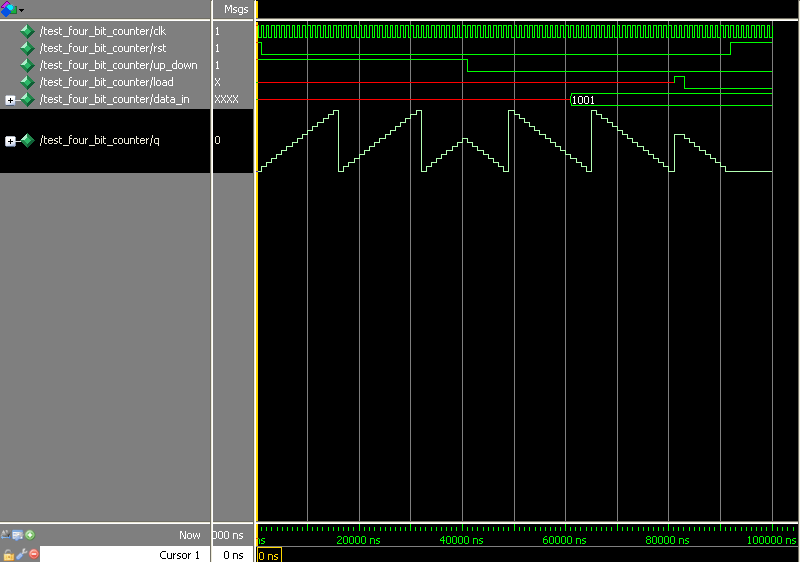 Msgs
/test_four_bit_counter/clk 1
/test_four_bit_counter/rst 1
/test_four_bit_counter/up_down 1
/test_four_bit_counter/load X
/test_four_bit_counter/data_in XXXX 1001
/test_four_bit_counter/q 0
Now 000 ns ns 20000 ns 40000 ns 60000 ns 80000 ns 100000 ns
Cursor 1 0 ns 0 ns